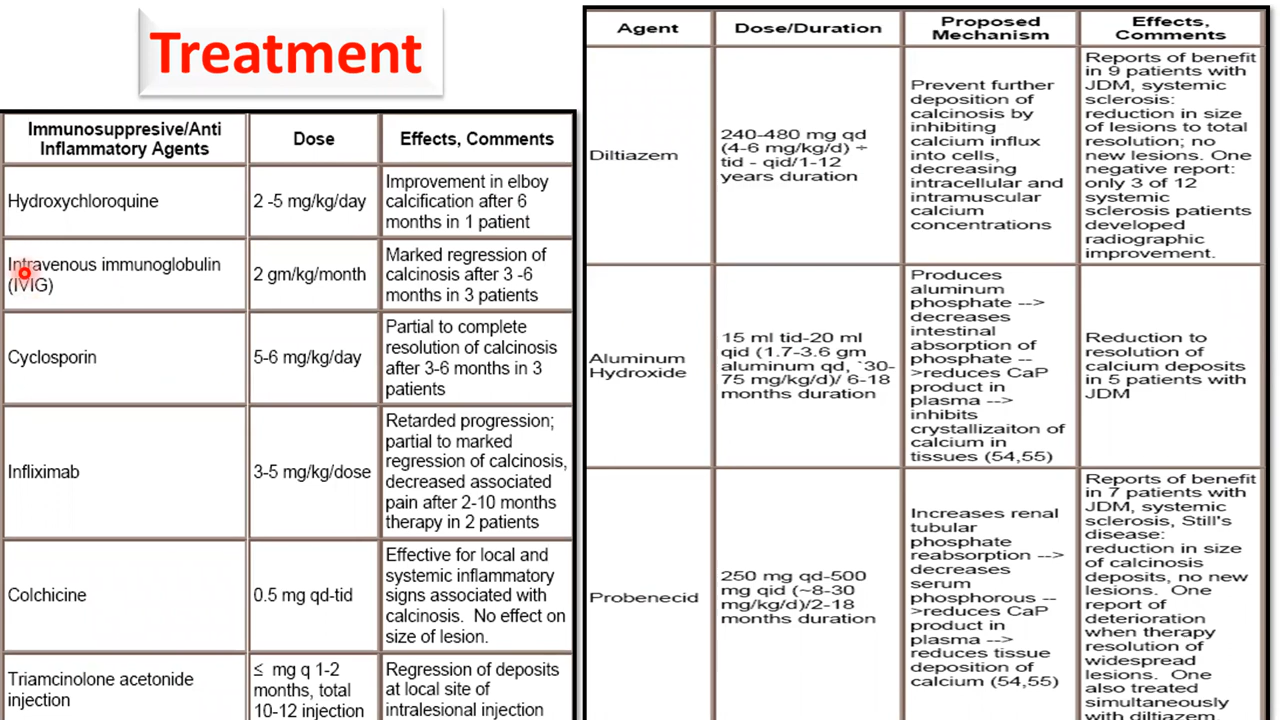 Treatment
Immunosuppresive/Anti
Inflammatory Agents
Dose
Effects, Comments
Hydroxychloroquine
2 -5 mg/kg/day
Improvement in elboy
calcification after 6
months in 1 patient
Intravenous immunoglobulin
(IVIG)
2 gm/kg/month
Marked regression of
calcinosis after 3 -6
months in 3 patients
Cyclosporin
5-6 mg/kg/day
Partial to complete
resolution of calcinosis
after 3-6 months in 3
patients
Infliximab
3-5 mg/kg/dose
Retarded progression;
partial to marked
regression of calcinosis,
decreased associated
pain after 2-10 months
therapy in 2 patients
Colchicine
0.5 mg qd-tid
Effective for local and
systemic inflammatory
signs associated with
calcinosis. No effect on
size of lesion.
Triamcinolone acetonide
injection
≤ mg q 1-2
months, total
10-12 injection
Regression of deposits
at local site of
intralesional injection
Agent
Dose/Duration
Proposed
Mechanism
Effects,
Comments
Diltiazem
240-480 mg qd
(4-6 mg/kg/d) ÷
tid - qid/1-12
years duration
Prevent further
deposition of
calcinosis by
inhibiting
calcium influx
into cells,
decreasing
intracellular and
intramuscular
calcium
concentrations
Reports of benefit
in 9 patients with
JDM, systemic
sclerosis:
reduction in size
of lesions to total
resolution; no
new lesions. One
negative report:
only 3 of 12
systemic
sclerosis patients
developed
radiographic
improvement.
Aluminum
Hydroxide
15 ml tid-20 ml
qid (1.7-3.6 gm
aluminum qd, `30-
75 mg/kg/d)/ 6-18
months duration
Produces
aluminum
phosphate -->
decreases
intestinal
absorption of
phosphate --
>reduces CaP
product in
plasma -->
inhibits
crystallizaiton of
calcium in
tissues (54,55)
Reduction to
resolution of
calcium deposits
in 5 patients with
JDM
Probenecid
250 mg qd-500
mg qid (~8-30
mg/kg/d)/2-18
months duration
Increases renal
tubular
phosphate
reabsorption -->
decreases
serum
phosphorous --
>reduces CaP
product in
plasma -->
reduces tissue
deposition of
calcium (54,55)
Reports of benefit
in 7 patients with
JDM, systemic
sclerosis, Still's
disease:
reduction in size
of calcinosis
deposits, no new
lesions. One
report of
deterioration
when therapy
resolution of
widespread
lesions. One
also treated
simultaneously
with diltiazem.